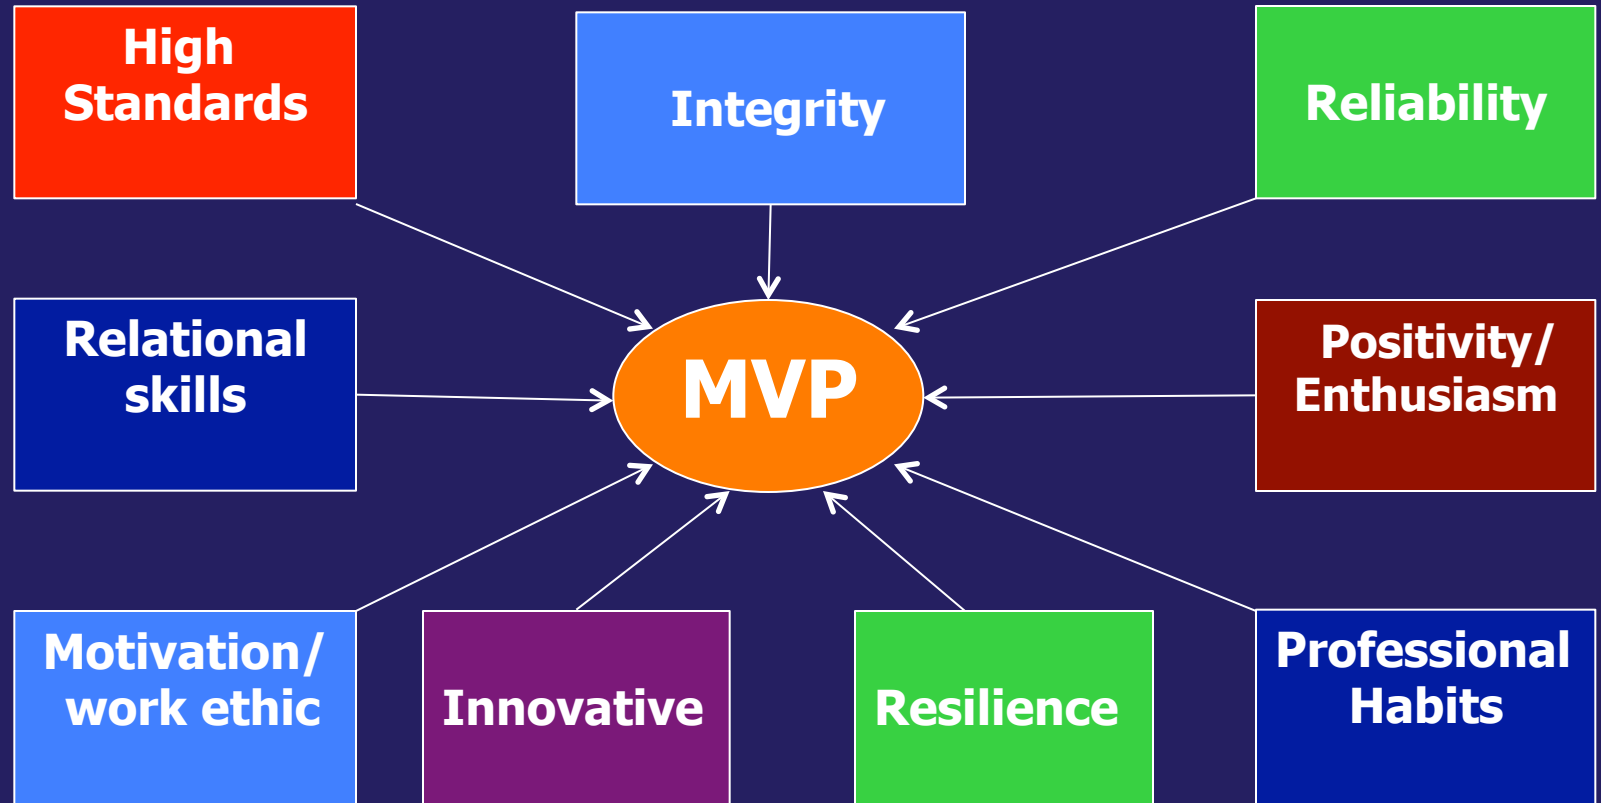 High
Standards
Integrity
Reliability
Relational
skills
MVP
Positivity/
Enthusiasm
Motivation/
work ethic
Innovative
Resilience
Professional
Habits